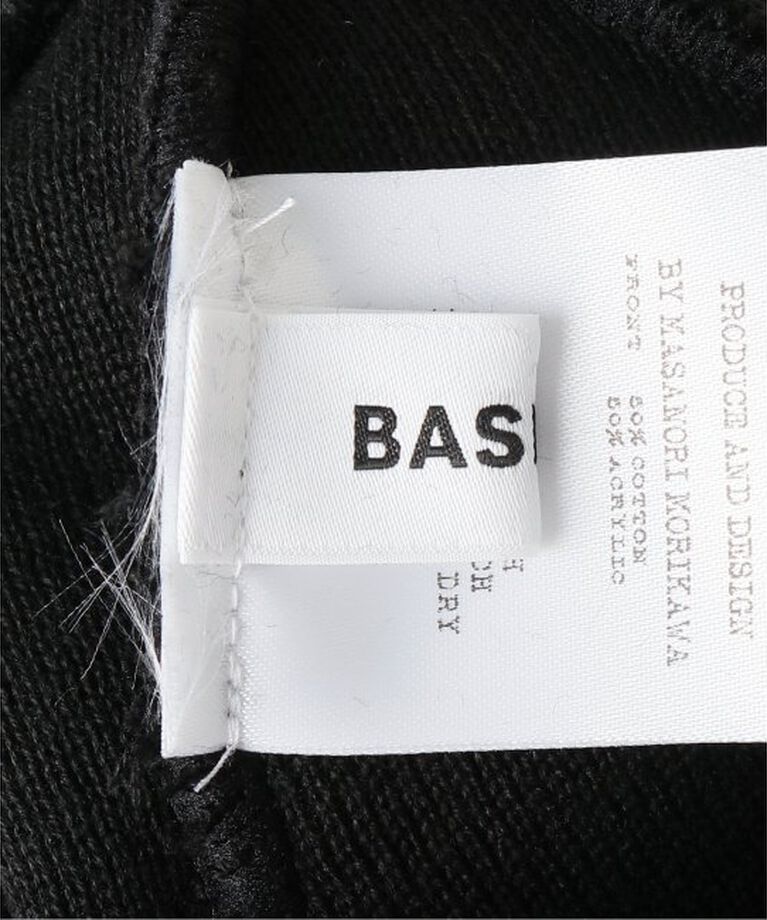 BAS
PRODUCE AND DESIGN
BY MASANORI MORIKAWA
FRONT 50% COTTON
50% ACRYLIC
DRY